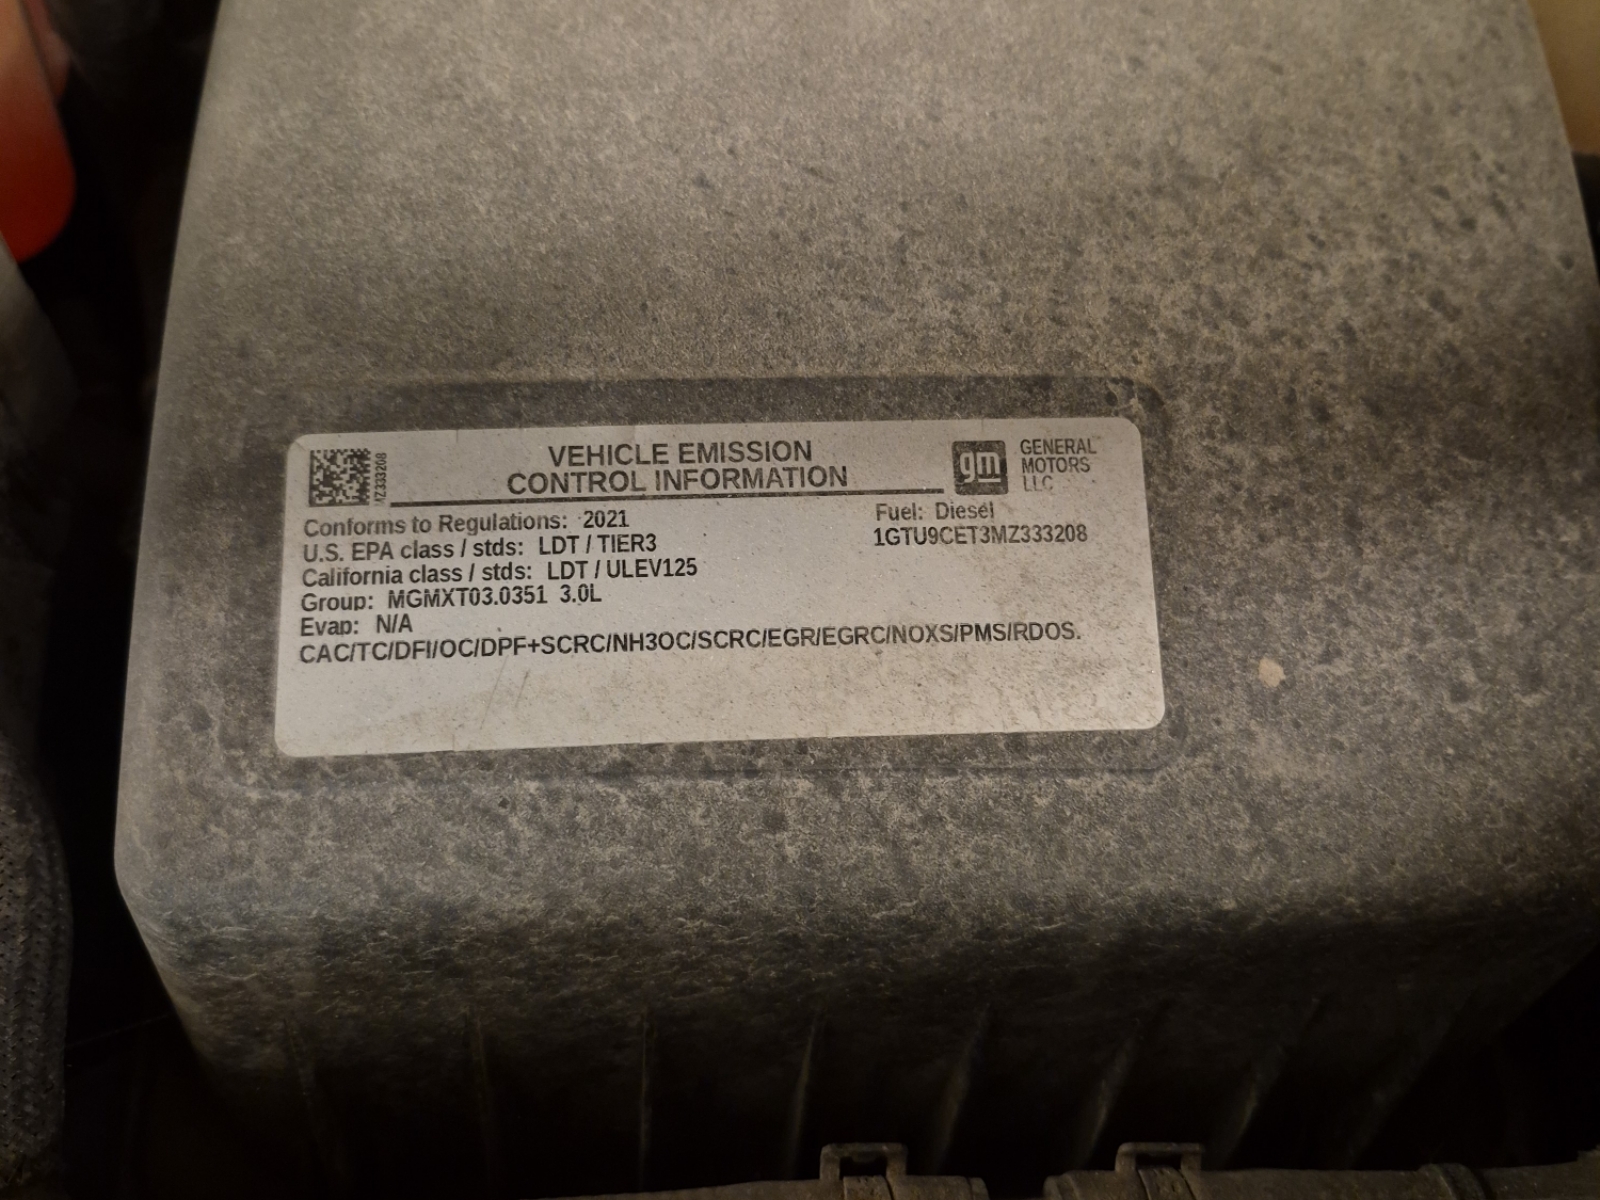 MZ333208
VEHICLE EMISSION
CONTROL INFORMATION
gm
GENERAL
MOTORS
LLC
Conforms to Regulations: 2021
U.S. EPA class / stds: LDT / TIER3
California class / stds: LDT / ULEV125
Group: MGMXT03.0351 3.0L
Evap: N/A
CAC/TC/DFI/OC/DPF+SCRC/NH3OC/SCRC/EGR/EGRC/NOXS/PMS/RDOS.
Fuel: Diesel
1GTU9CET3MZ333208